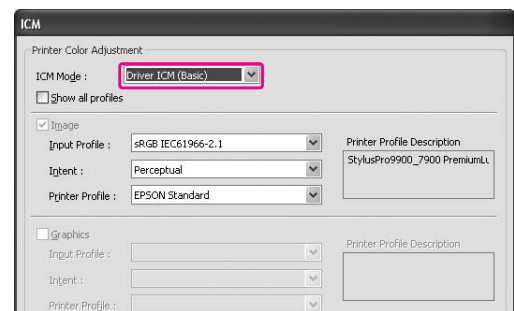 ICM
Printer Color Adjustment
ICM Mode :
Driver ICM (Basic)
Show all profiles
Image
Input Profile :
sRGB IEC61966-2.1
Intent :
Perceptual
Printer Profile :
EPSON Standard
Printer Profile Description
StylusPro9900_7900 PremiumLu
Graphics
Input Profile :
Intent :
Printer Profile :
Printer Profile Description